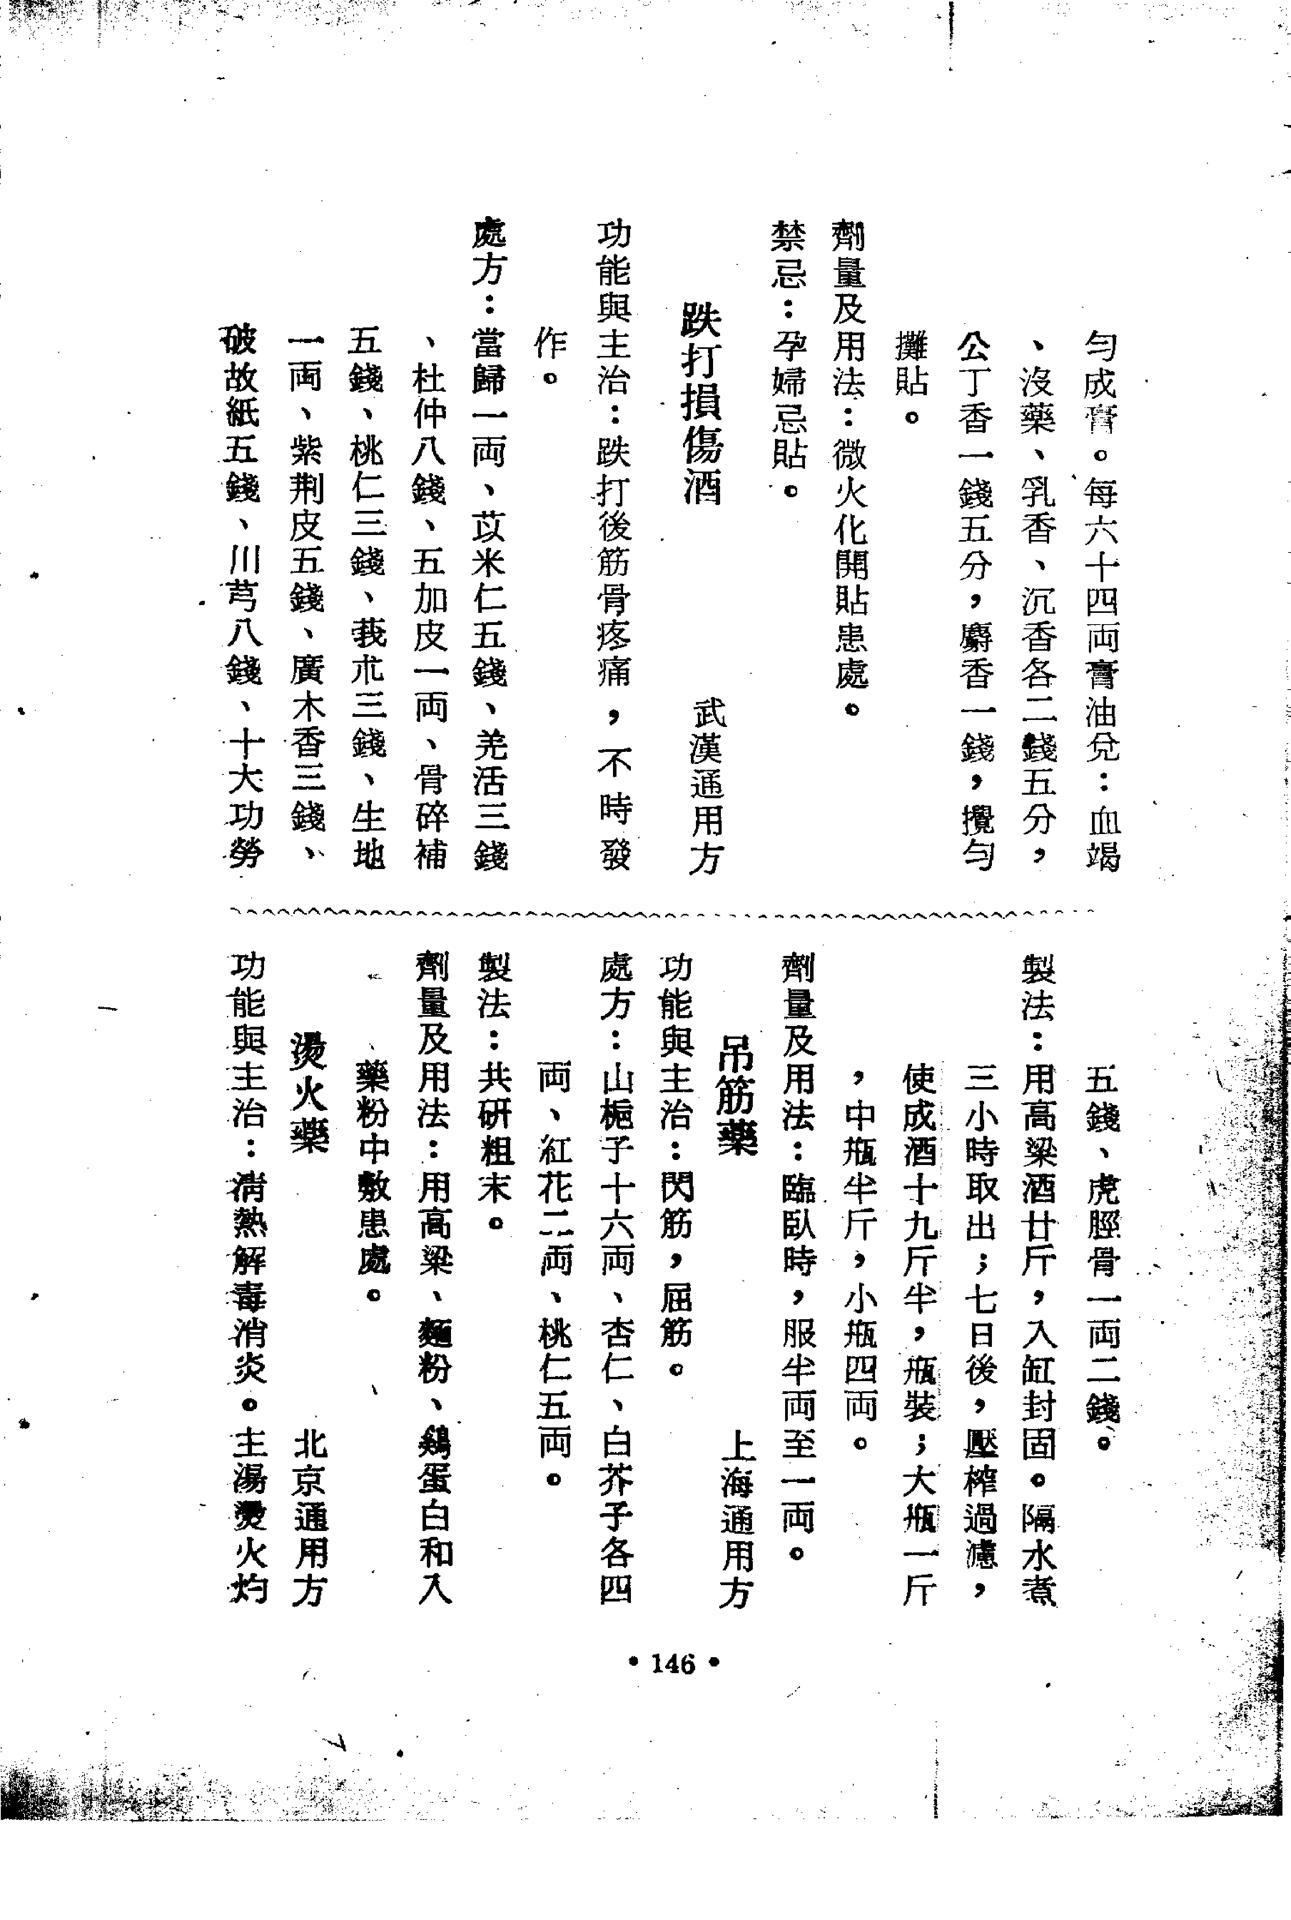 勻成膏。每六十四両膏油兌：血竭
、沒藥、乳香、沉香各二錢五分，
公丁香一錢五分，麝香一錢，攪勻
攤貼。
劑量及用法：微火化開貼患處。
禁忌：孕婦忌貼。
跌打損傷酒　武漢通用方
功能與主治：跌打後筋骨疼痛，不時發
作。
處方：當歸一両、苡米仁五錢、羌活三錢
、杜仲八錢、五加皮一両、骨碎補
五錢、桃仁三錢、莪朮三錢、生地
一両、紫荆皮五錢、廣木香三錢、
破故紙五錢、川芎八錢、十大功勞
五錢、虎脛骨一両二錢。
製法：用高粱酒廿斤，入缸封固。隔水煮
三小時取出；七日後，壓榨過濾，
使成酒十九斤半，瓶裝；大瓶一斤
，中瓶半斤，小瓶四両。
劑量及用法：臨臥時，服半両至一両。
吊筋藥　上海通用方
功能與主治：閃筋，屈筋。
處方：山梔子十六両、杏仁、白芥子各四
両、紅花二両、桃仁五両。
製法：共研粗末。
劑量及用法：用高粱、麵粉、鷄蛋白和入
藥粉中敷患處。
燙火藥　北京通用方
功能與主治：清熱解毒消炎。主湯燙火灼
• 146 •